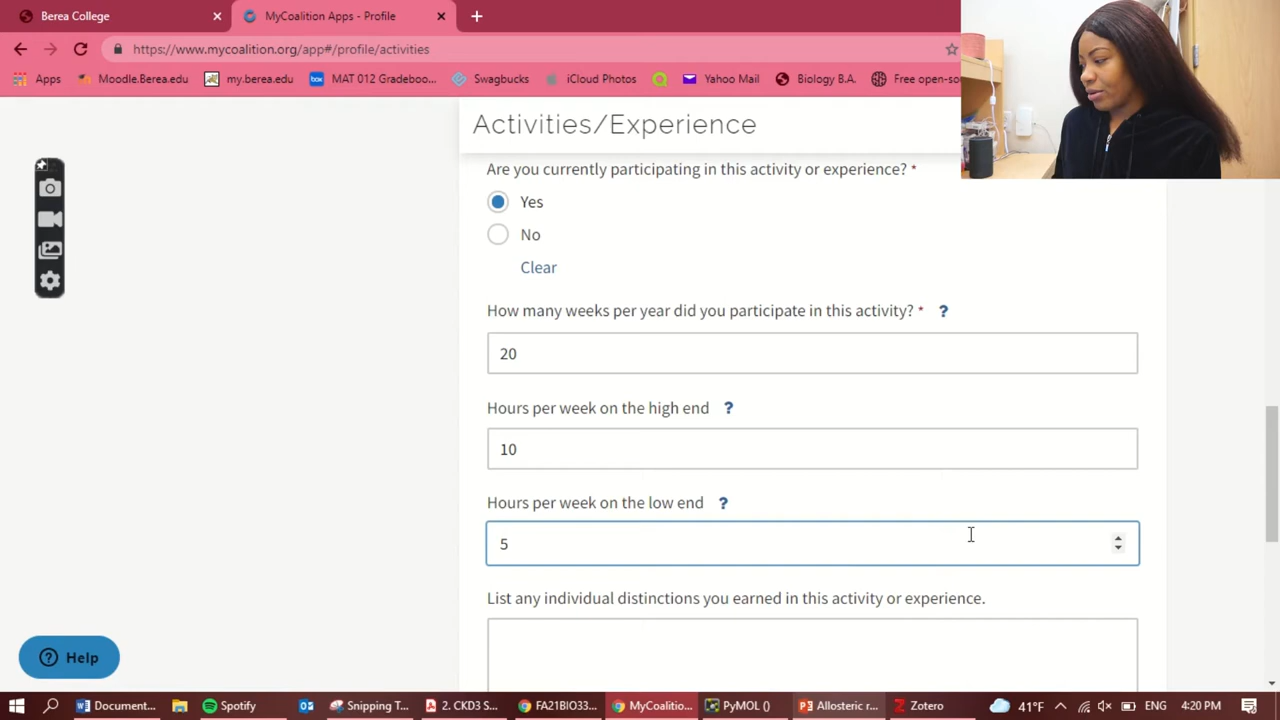 Berea College
MyCoalition Apps - Profile
https://www.mycoalition.org/app#/profile/activities
Apps
Moodle.Berea.edu
my.berea.edu
box
MAT 012 Gradeboo...
Swagbucks
iCloud Photos
Yahoo Mail
Biology B.A.
Free open-so
Activities/Experience
Are you currently participating in this activity or experience? *
Yes
No
Clear
How many weeks per year did you participate in this activity? * ?
20
Hours per week on the high end ?
10
Hours per week on the low end ?
5
List any individual distinctions you earned in this activity or experience.
? Help
Document...
Spotify
Snipping T...
2. CKD3 S...
FA21BIO33...
MyCoalitio...
PyMOL ()
Allosteric r...
Zotero
41°F
ENG
4:20 PM